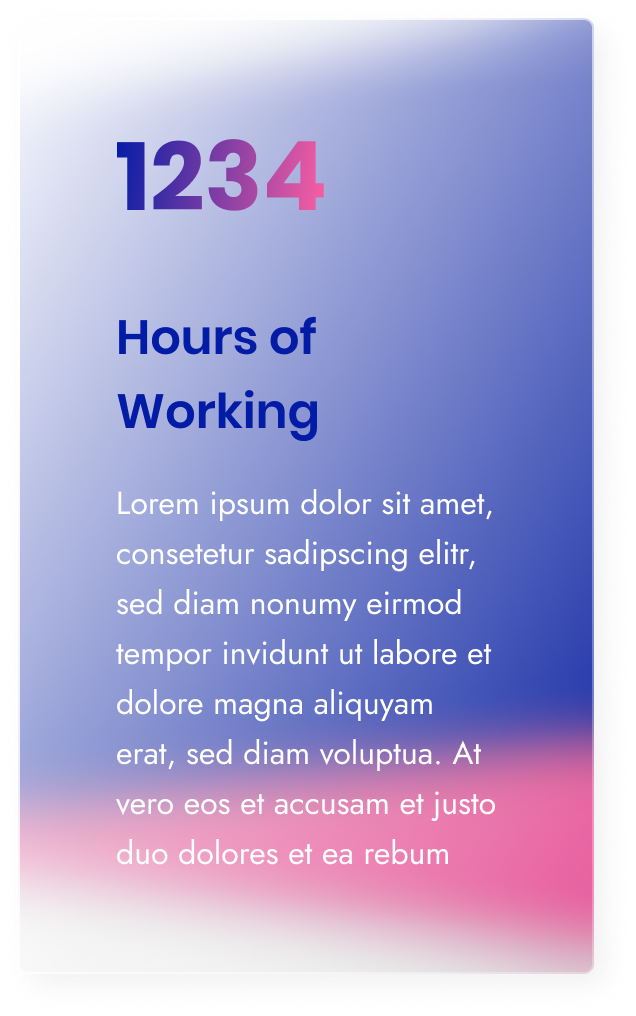 1234
Hours of
Working
Lorem ipsum dolor sit amet,
consetetur sadipscing elitr,
sed diam nonumy eirmod
tempor invidunt ut labore et
dolore magna aliquyam
erat, sed diam voluptua. At
vero eos et accusam et justo
duo dolores et ea rebum